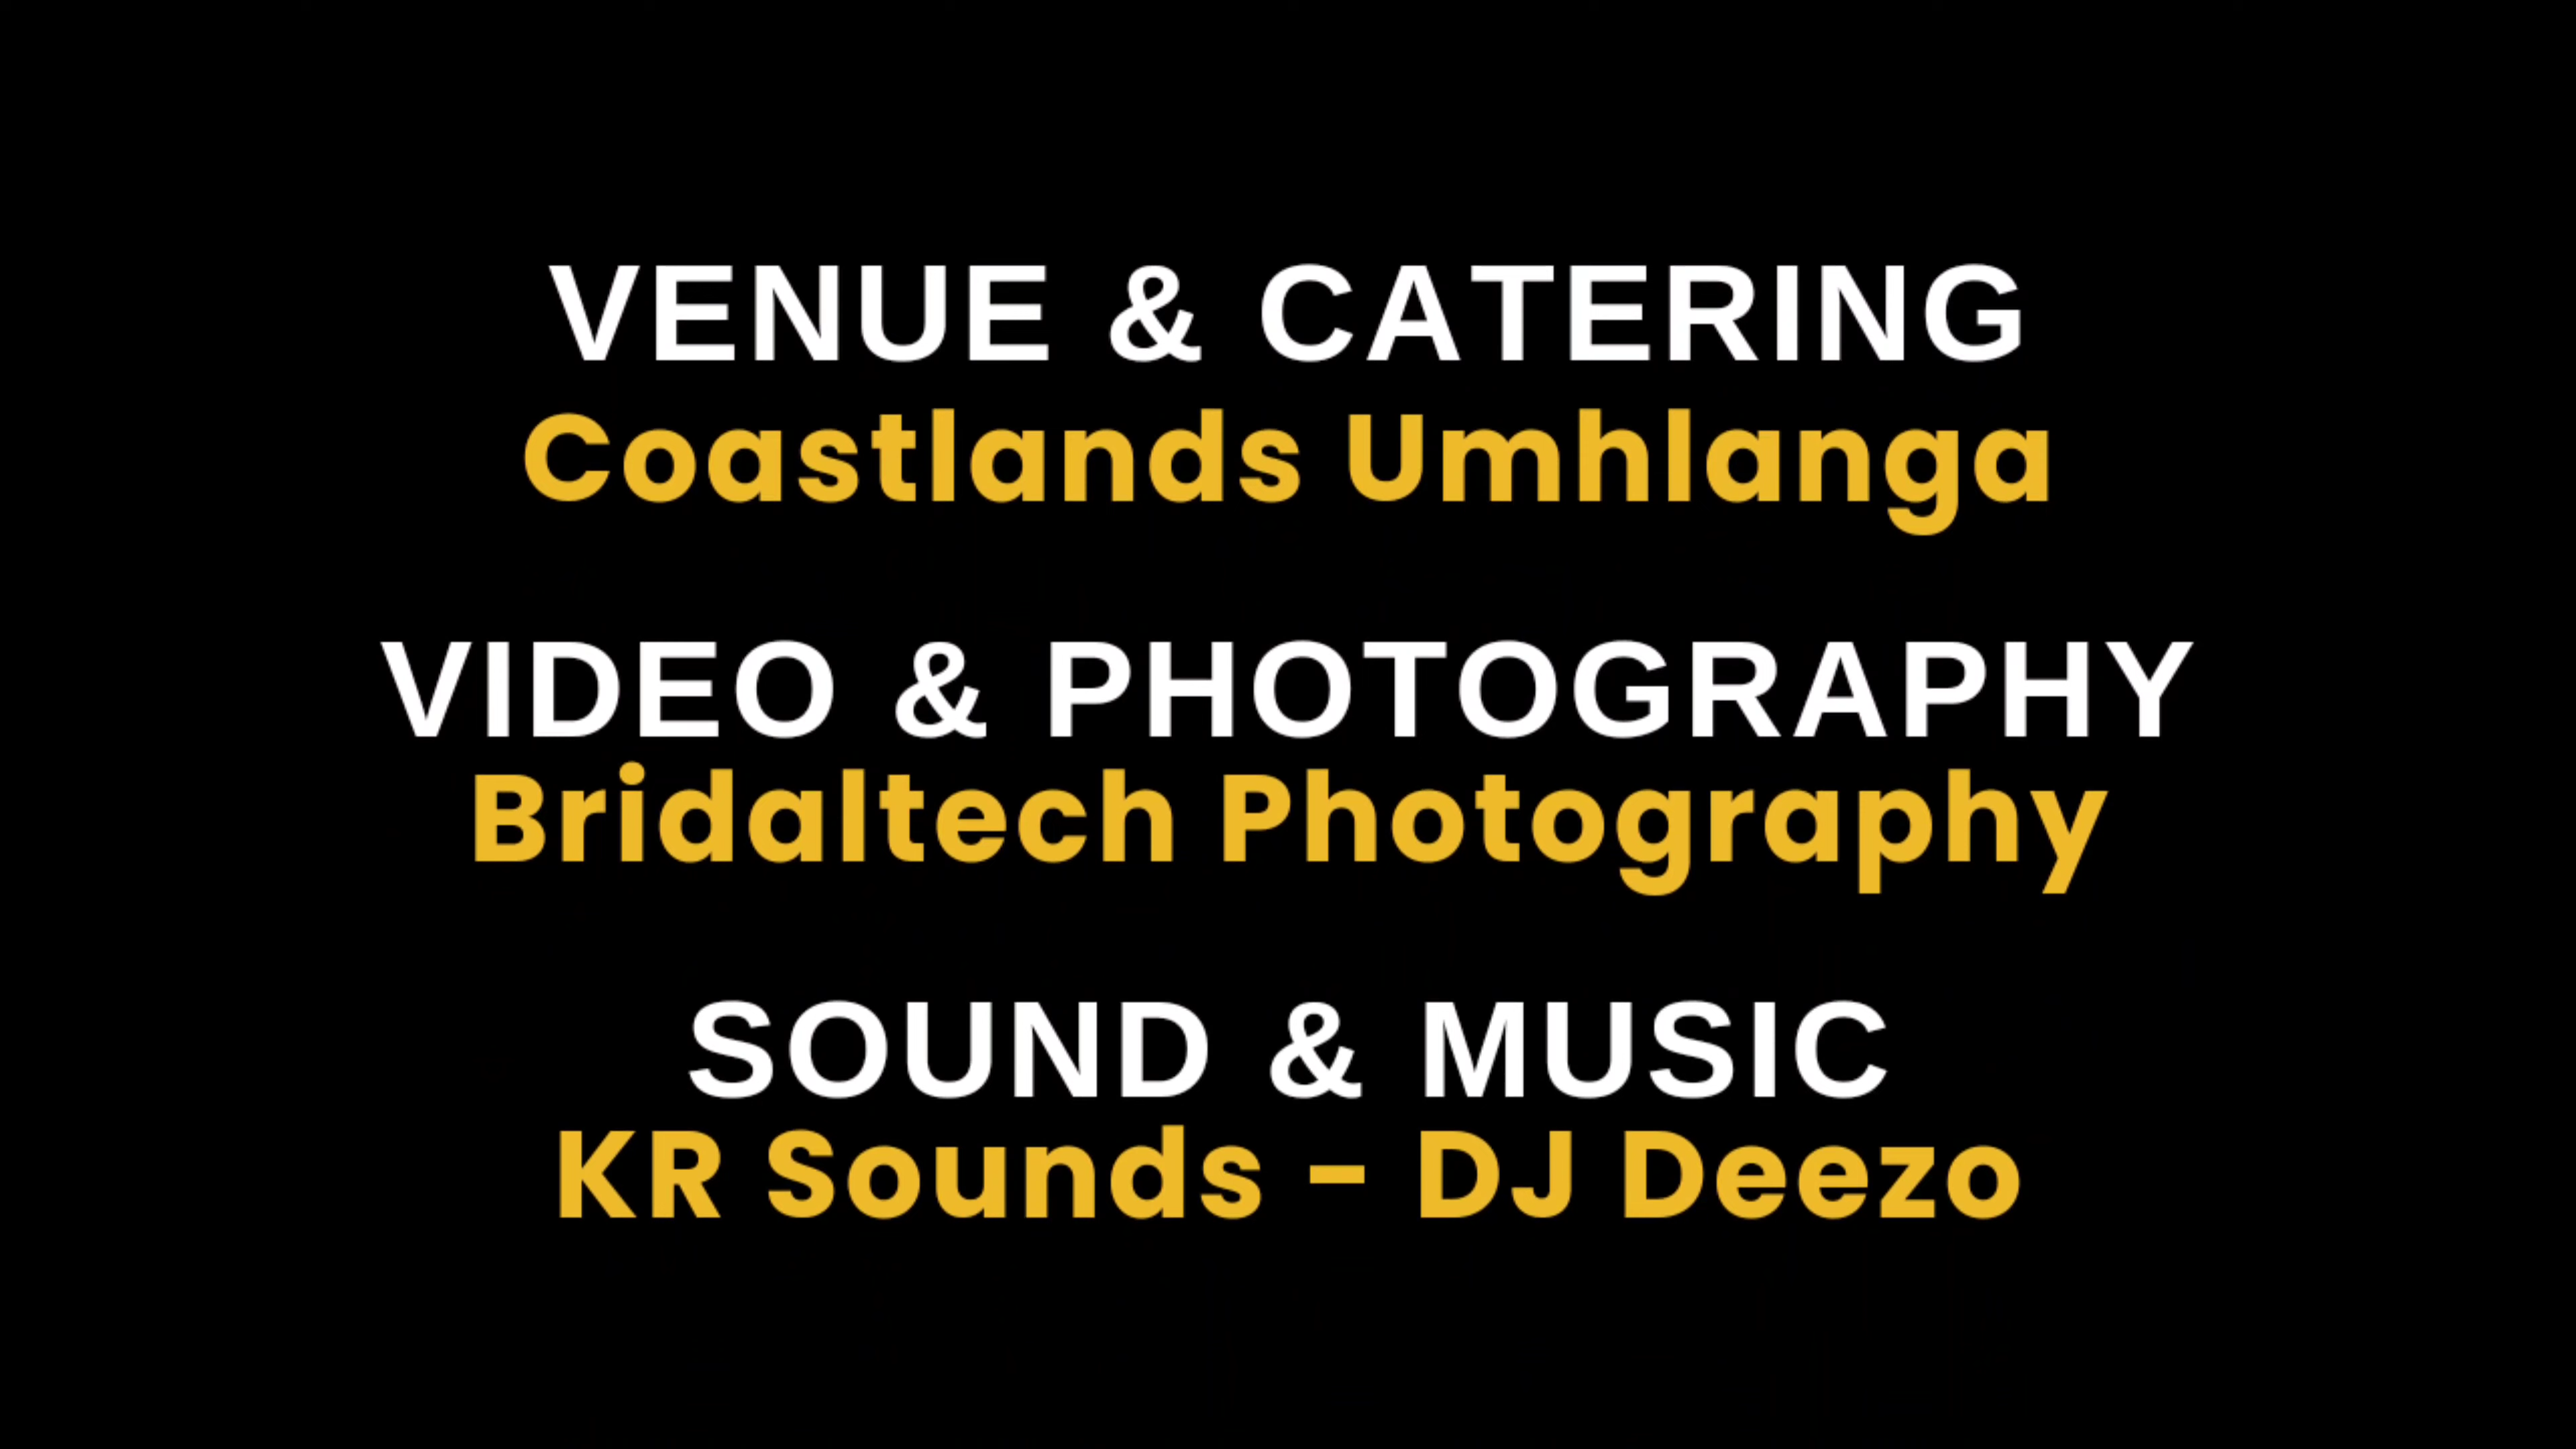 VENUE & CATERING
Coastlands Umhlanga
VIDEO & PHOTOGRAPHY
Bridaltech Photography
SOUND & MUSIC
KR Sounds - DJ Deezo